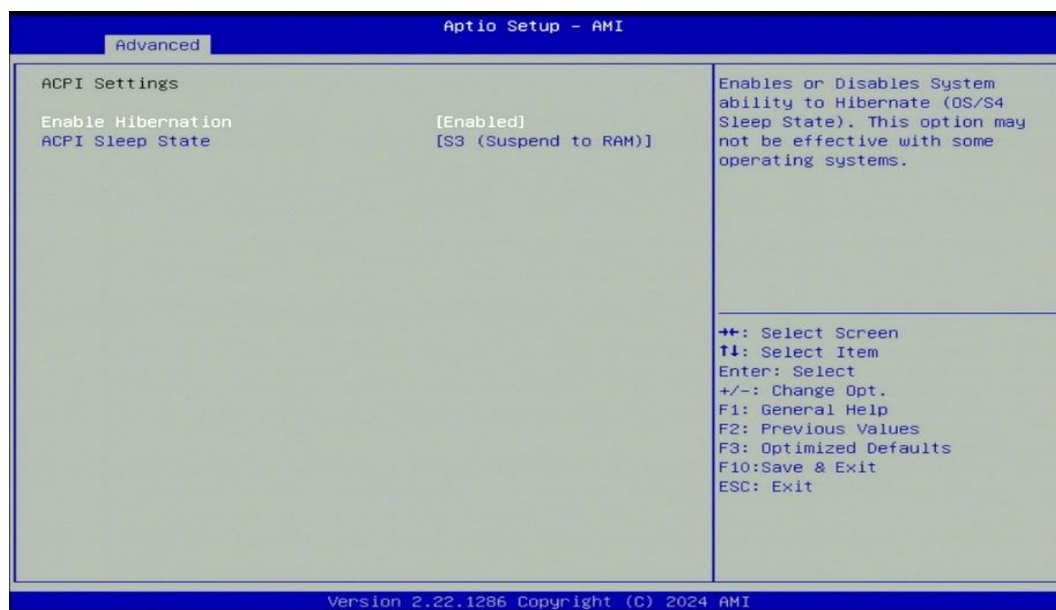 Aptio Setup - AMI
Advanced
ACPI Settings
Enable Hibernation [Enabled]
ACPI Sleep State [S3 (Suspend to RAM)]
Enables or Disables System
ability to Hibernate (OS/S4
Sleep State). This option may
not be effective with some
operating systems.
→←: Select Screen
↑↓: Select Item
Enter: Select
+/-: Change Opt.
F1: General Help
F2: Previous Values
F3: Optimized Defaults
F10:Save & Exit
ESC: Exit
Version 2.22.1286 Copyright (C) 2024 AMI